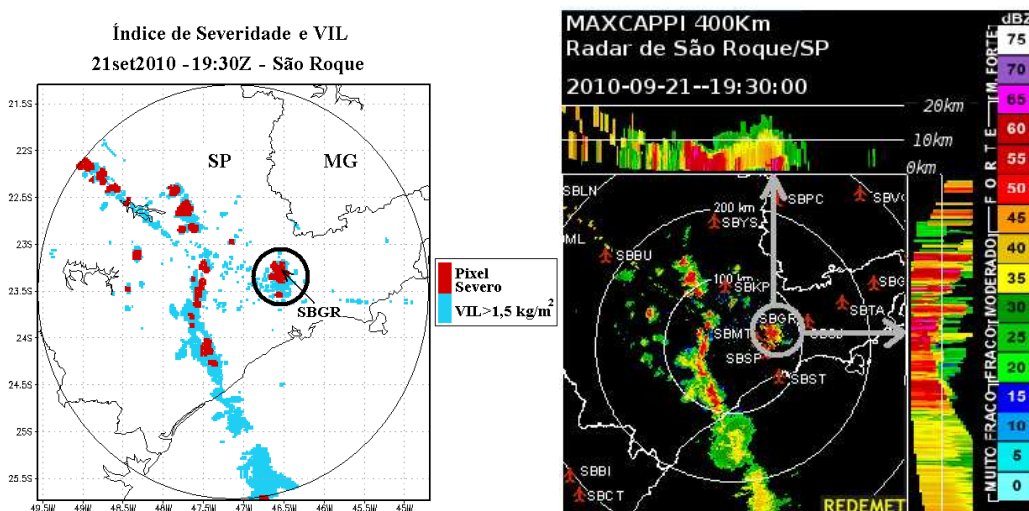 Índice de Severidade e VIL
21set2010 -19:30Z - São Roque
21.5S
22S
22.5S
23S
23.5S
24S
24.5S
25S
25.5S
49.5W
49W
48.5W
48W
47.5W
47W
46.5W
46W
45.5W
45W
SP
MG
SBGR
Pixel
Severo
VIL>1,5 kg/m²
MAXCAPPI 400Km
Radar de São Roque/SP
2010-09-21--19:30:00
20km
10km
0km
SBLN
SBPC
200 km
SBYS
SBBU
100 km
SBKP
SBTA
SBGR
SBMT
SBSP
SBST
SBBI
SBCT
REDEMET
dBZ
75
70
65
60
55
50
45
40
35
30
25
20
15
10
5
0
MUITO FRACO
FRACO
MODERADO
FORTE